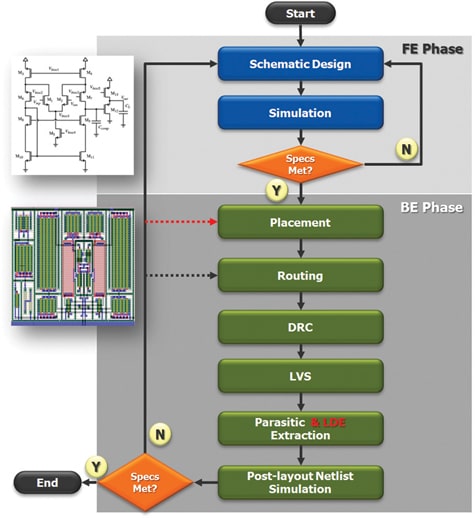 Start
FE Phase
Schematic Design
Simulation
Specs
Met?
N
Y
BE Phase
Placement
Routing
DRC
LVS
Parasitic & LDE
Extraction
N
Y
Specs
Met?
End
Post-layout Netlist
Simulation